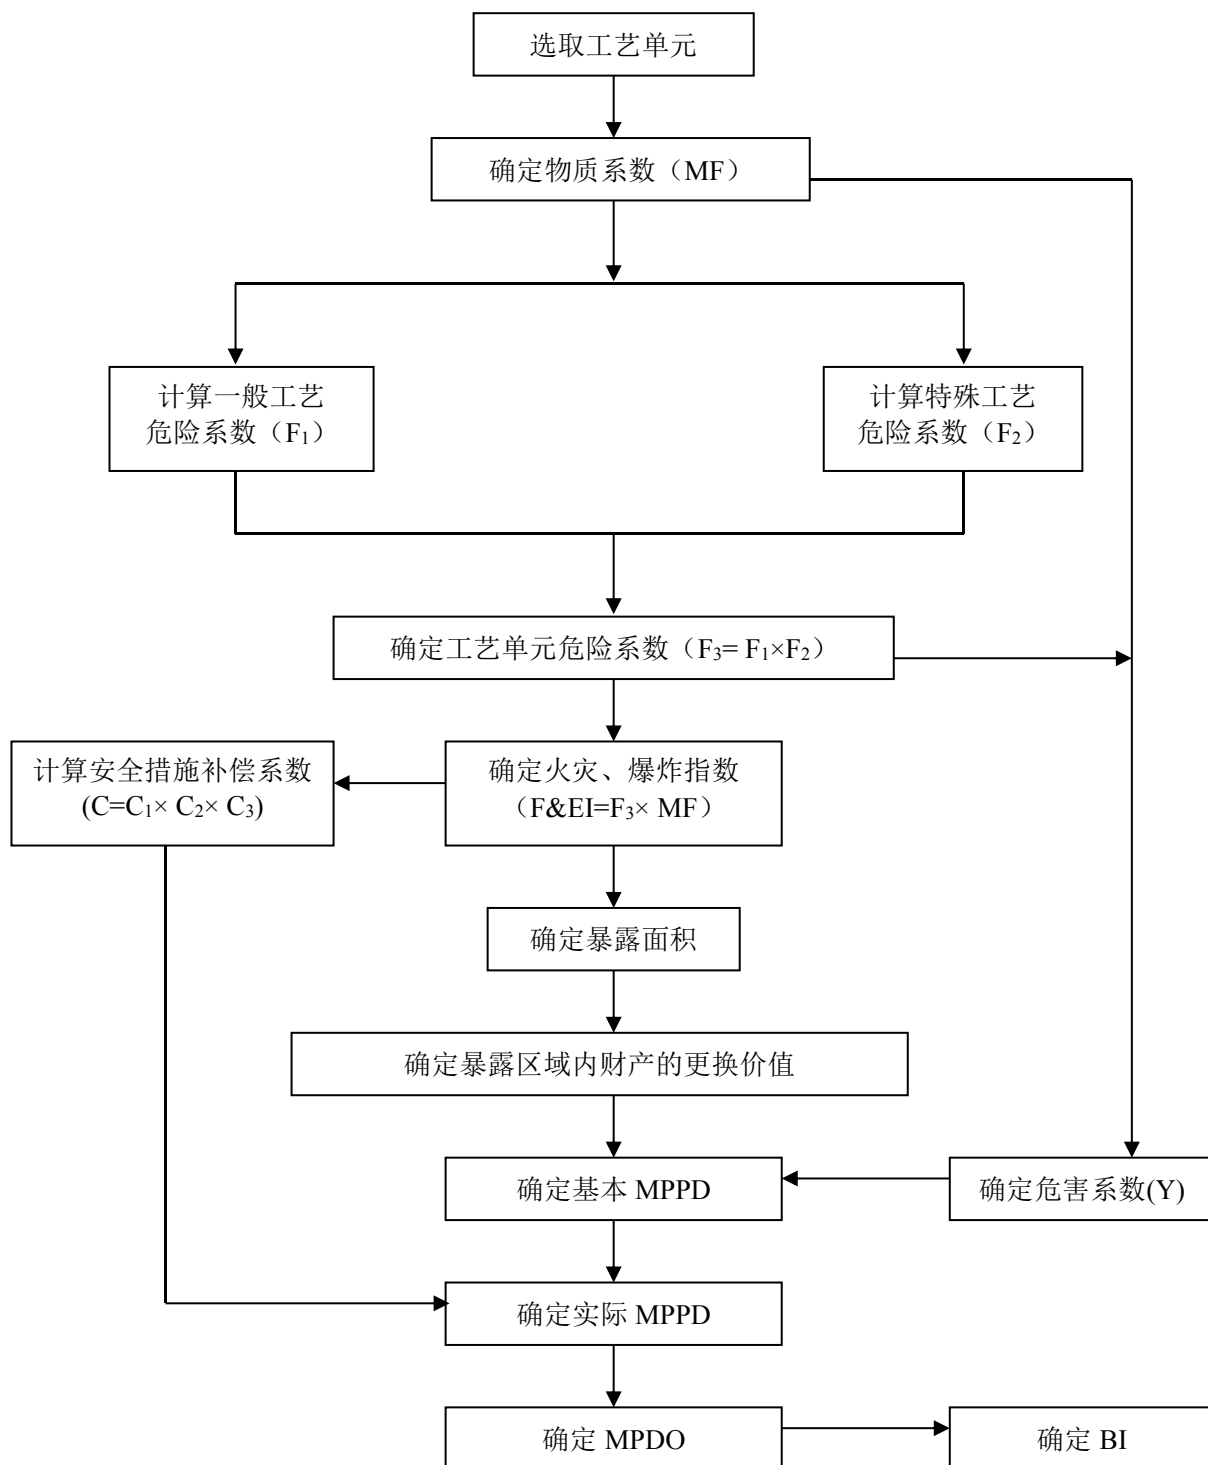 选取工艺单元
确定物质系数（MF）
计算一般工艺
危险系数（F₁）
计算特殊工艺
危险系数（F₂）
确定工艺单元危险系数（F₃= F₁×F₂）
计算安全措施补偿系数
(C=C₁× C₂× C₃)
确定火灾、爆炸指数
（F&EI=F₃× MF）
确定暴露面积
确定暴露区域内财产的更换价值
确定基本 MPPD
确定危害系数(Y)
确定实际 MPPD
确定 MPDO
确定 BI